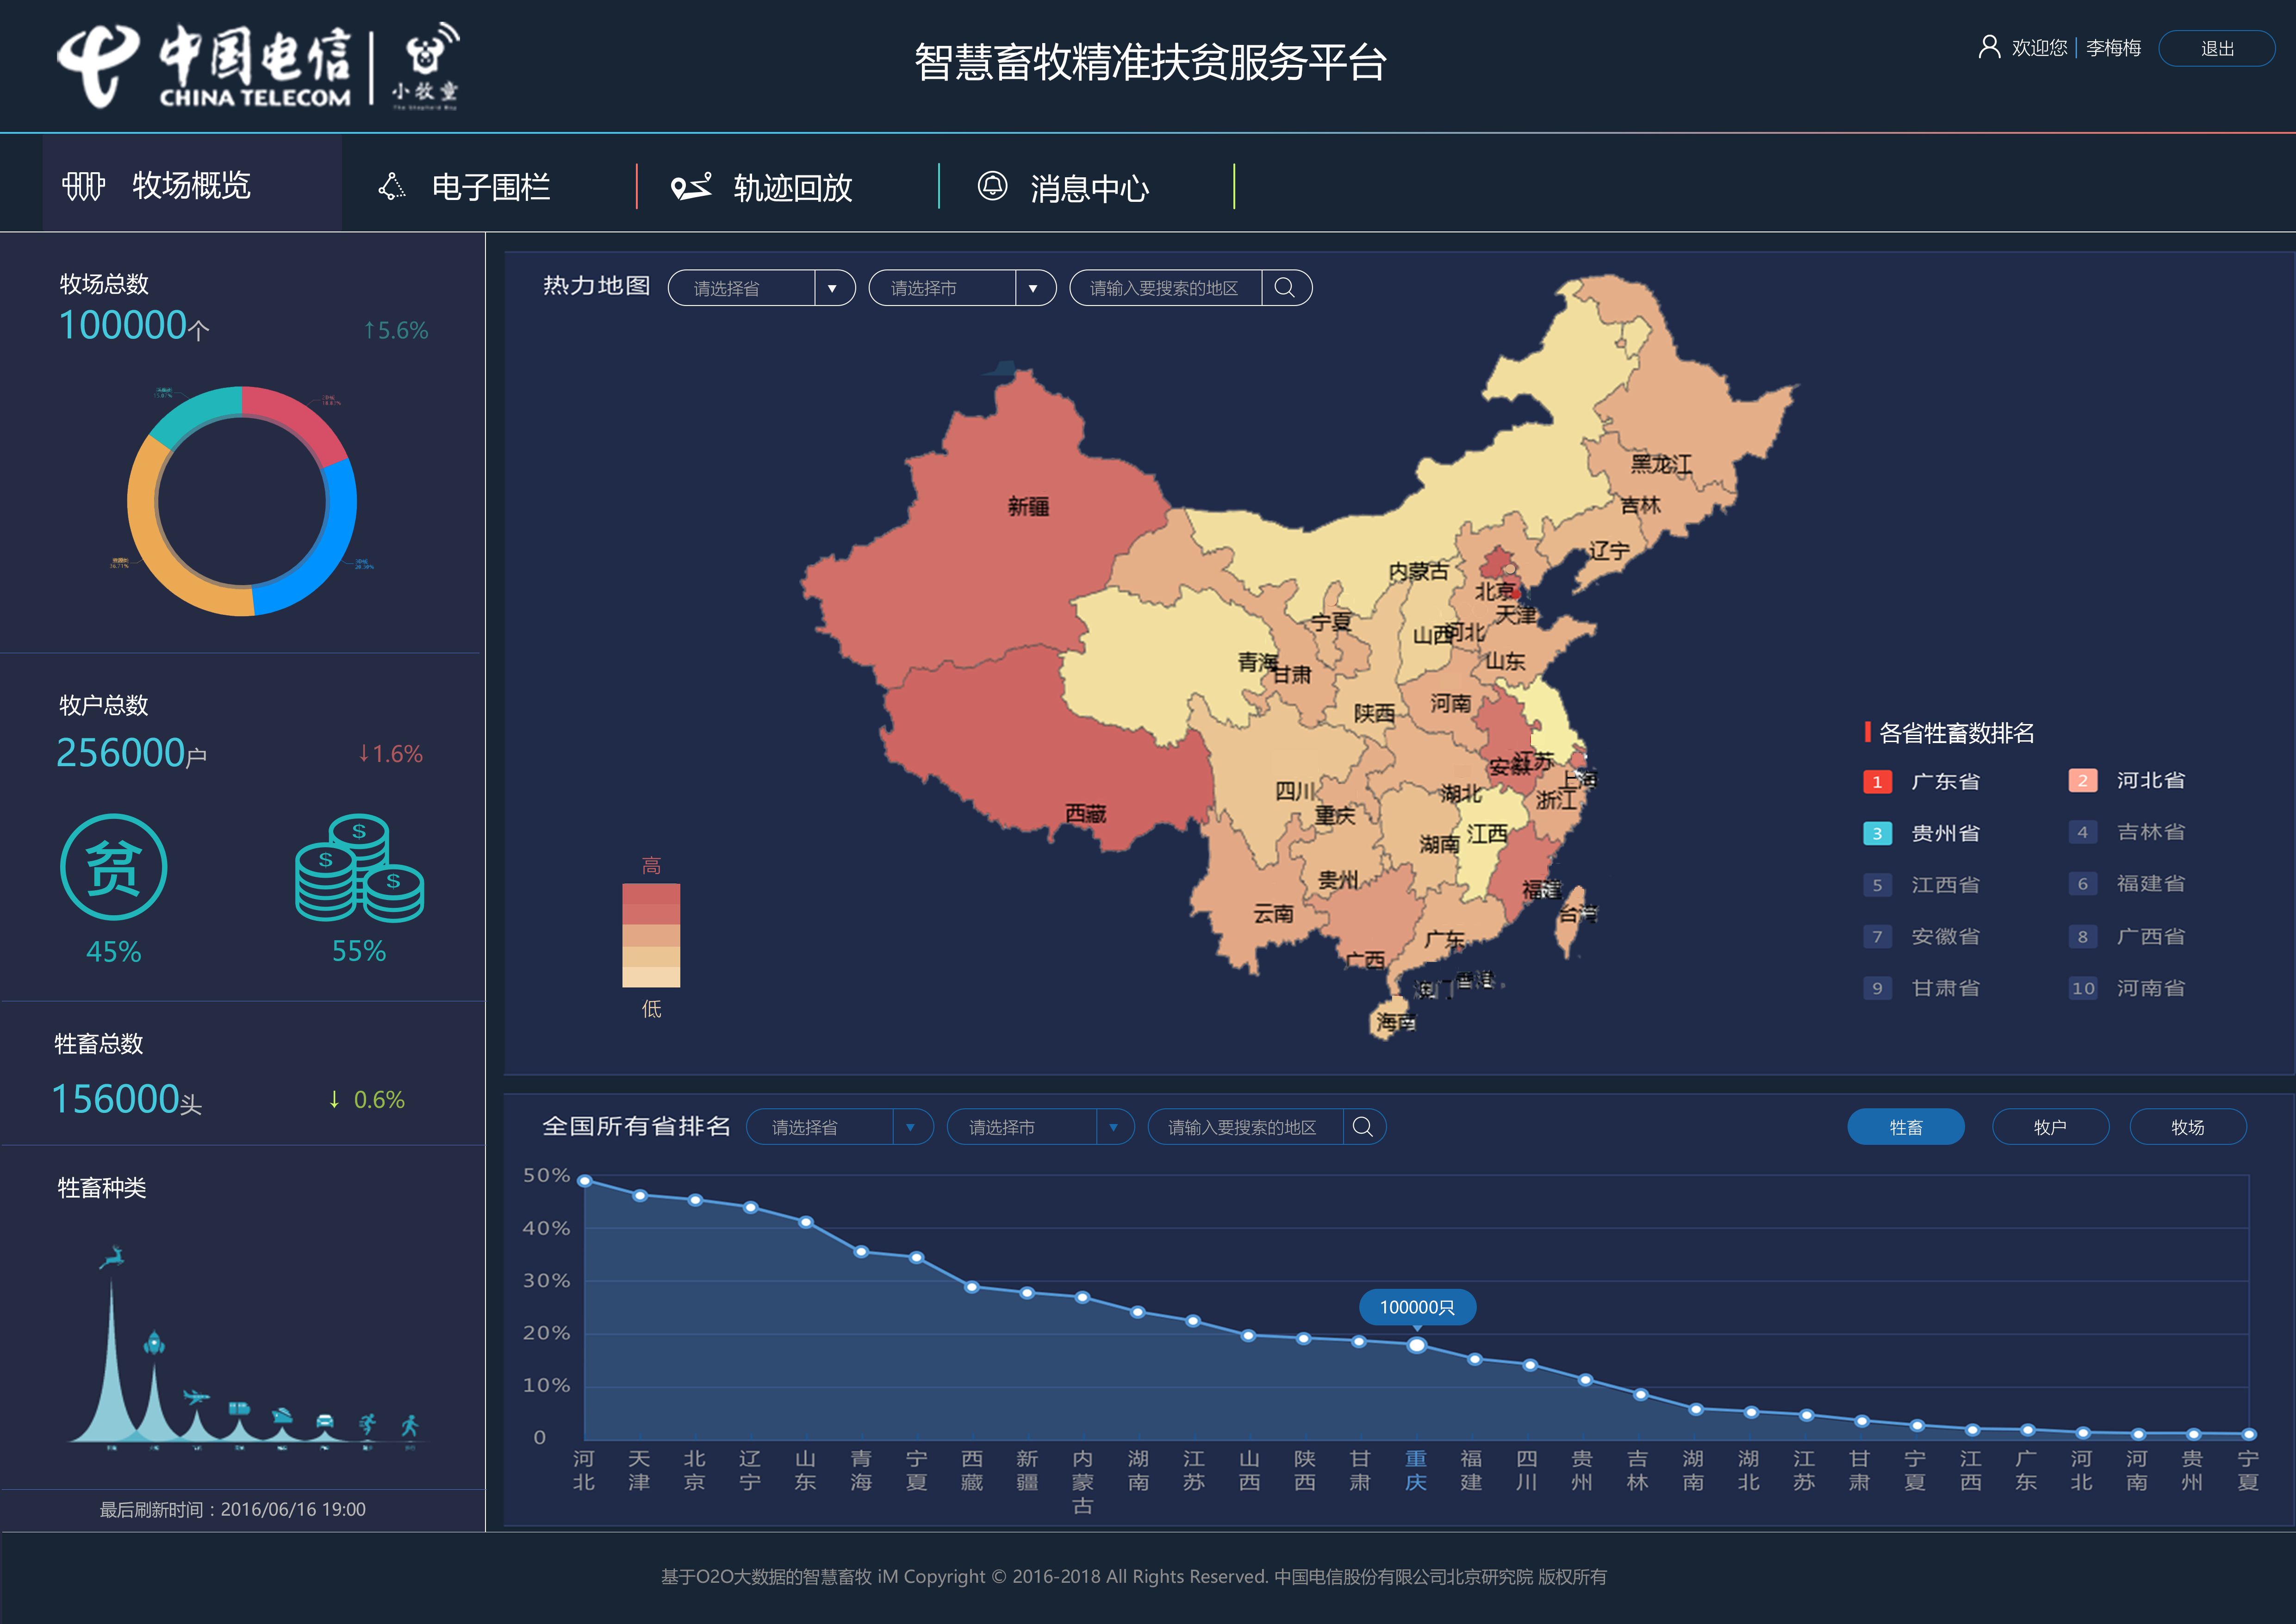 中国电信
CHINA TELECOM
小牧童
The Shepherd Boy
智慧畜牧精准扶贫服务平台
欢迎您 李梅梅 退出
牧场概览 电子围栏 轨迹回放 消息中心
牧场总数
100000个 ↑5.6%
牧户总数
256000户 ↓1.6%
贫 $ $ $
45% 55%
牲畜总数
156000头 ↓ 0.6%
牲畜种类
最后刷新时间：2016/06/16 19:00
热力地图 请选择省 ▼ 请选择市 ▼ 请输入要搜索的地区
黑龙江
新疆
吉林
辽宁
内蒙古
北京
天津
宁夏
山西
河北
青海
山东
甘肃
河南
陕西
江苏
安徽
上海
四川
湖北
浙江
重庆
江西
湖南
贵州
福建
云南
台湾
广东
广西
澳门
香港
海南
高
低
各省牲畜数排名
1 广东省 2 河北省
3 贵州省 4 吉林省
5 江西省 6 福建省
7 安徽省 8 广西省
9 甘肃省 10 河南省
全国所有省排名 请选择省 ▼ 请选择市 ▼ 请输入要搜索的地区 牲畜 牧户 牧场
50%
40%
30%
20%
10%
0
100000只
河北 天津 北京 辽宁 山东 青海 宁夏 西藏 新疆 内蒙古 湖南 江苏 山西 陕西 甘肃 重庆 福建 四川 贵州 吉林 湖南 湖北 江苏 甘肃 宁夏 江西 广东 河北 河南 贵州 宁夏
西藏
基于O2O大数据的智慧畜牧 iM Copyright © 2016-2018 All Rights Reserved. 中国电信股份有限公司北京研究院 版权所有